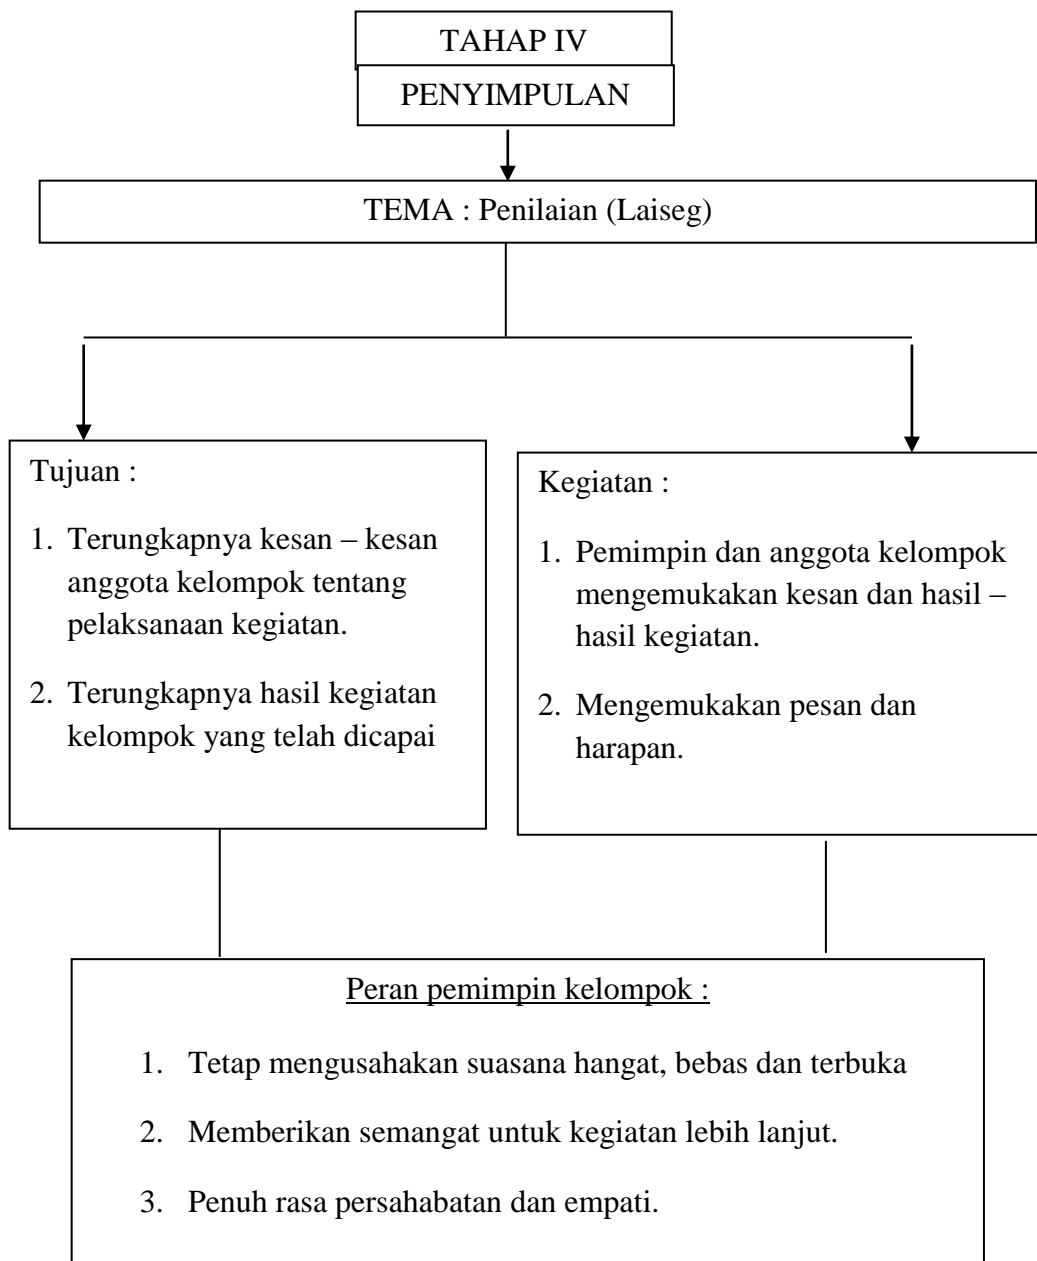 TAHAP IV
PENYIMPULAN
TEMA : Penilaian (Laiseg)
Tujuan :
1. Terungkapnya kesan – kesan
anggota kelompok tentang
pelaksanaan kegiatan.
2. Terungkapnya hasil kegiatan
kelompok yang telah dicapai
Kegiatan :
1. Pemimpin dan anggota kelompok
mengemukakan kesan dan hasil –
hasil kegiatan.
2. Mengemukakan pesan dan
harapan.
Peran pemimpin kelompok :
1. Tetap mengusahakan suasana hangat, bebas dan terbuka
2. Memberikan semangat untuk kegiatan lebih lanjut.
3. Penuh rasa persahabatan dan empati.